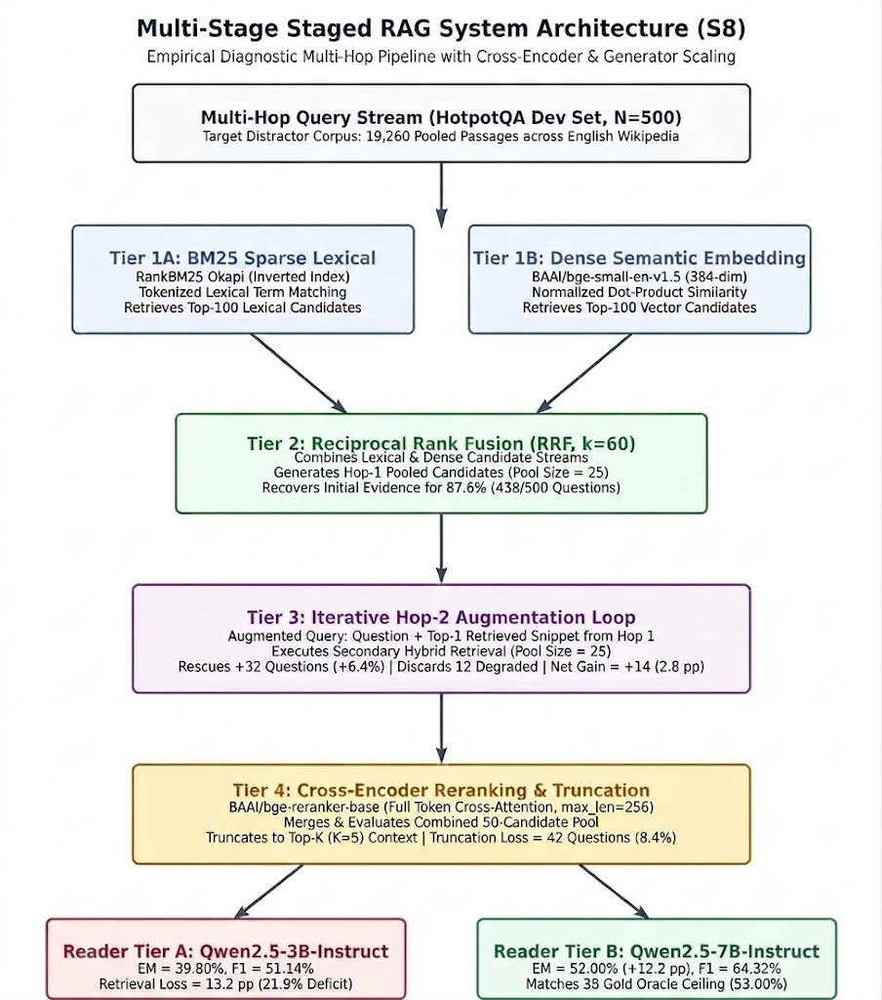 Multi-Stage Staged RAG System Architecture (S8)
Empirical Diagnostic Multi-Hop Pipeline with Cross-Encoder & Generator Scaling
Multi-Hop Query Stream (HotpotQA Dev Set, N=500)
Target Distractor Corpus: 19,260 Pooled Passages across English Wikipedia
Tier 1A: BM25 Sparse Lexical
RankBM25 Okapi (Inverted Index)
Tokenized Lexical Term Matching
Retrieves Top-100 Lexical Candidates
Tier 1B: Dense Semantic Embedding
BAAI/bge-small-en-v1.5 (384-dim)
Normalized Dot-Product Similarity
Retrieves Top-100 Vector Candidates
Tier 2: Reciprocal Rank Fusion (RRF, k=60)
Combines Lexical & Dense Candidate Streams
Generates Hop-1 Pooled Candidates (Pool Size = 25)
Recovers Initial Evidence for 87.6% (438/500 Questions)
Tier 3: Iterative Hop-2 Augmentation Loop
Augmented Query: Question + Top-1 Retrieved Snippet from Hop 1
Executes Secondary Hybrid Retrieval (Pool Size = 25)
Rescues +32 Questions (+6.4%) | Discards 12 Degraded | Net Gain = +14 (2.8 pp)
Tier 4: Cross-Encoder Reranking & Truncation
BAAI/bge-reranker-base (Full Token Cross-Attention, max_len=256)
Merges & Evaluates Combined 50-Candidate Pool
Truncates to Top-K (K=5) Context | Truncation Loss = 42 Questions (8.4%)
Reader Tier A: Qwen2.5-3B-Instruct
EM = 39.80%, F1 = 51.14%
Retrieval Loss = 13.2 pp (21.9% Deficit)
Reader Tier B: Qwen2.5-7B-Instruct
EM = 52.00% (+12.2 pp), F1 = 64.32%
Matches 38 Gold Oracle Ceiling (53.00%)